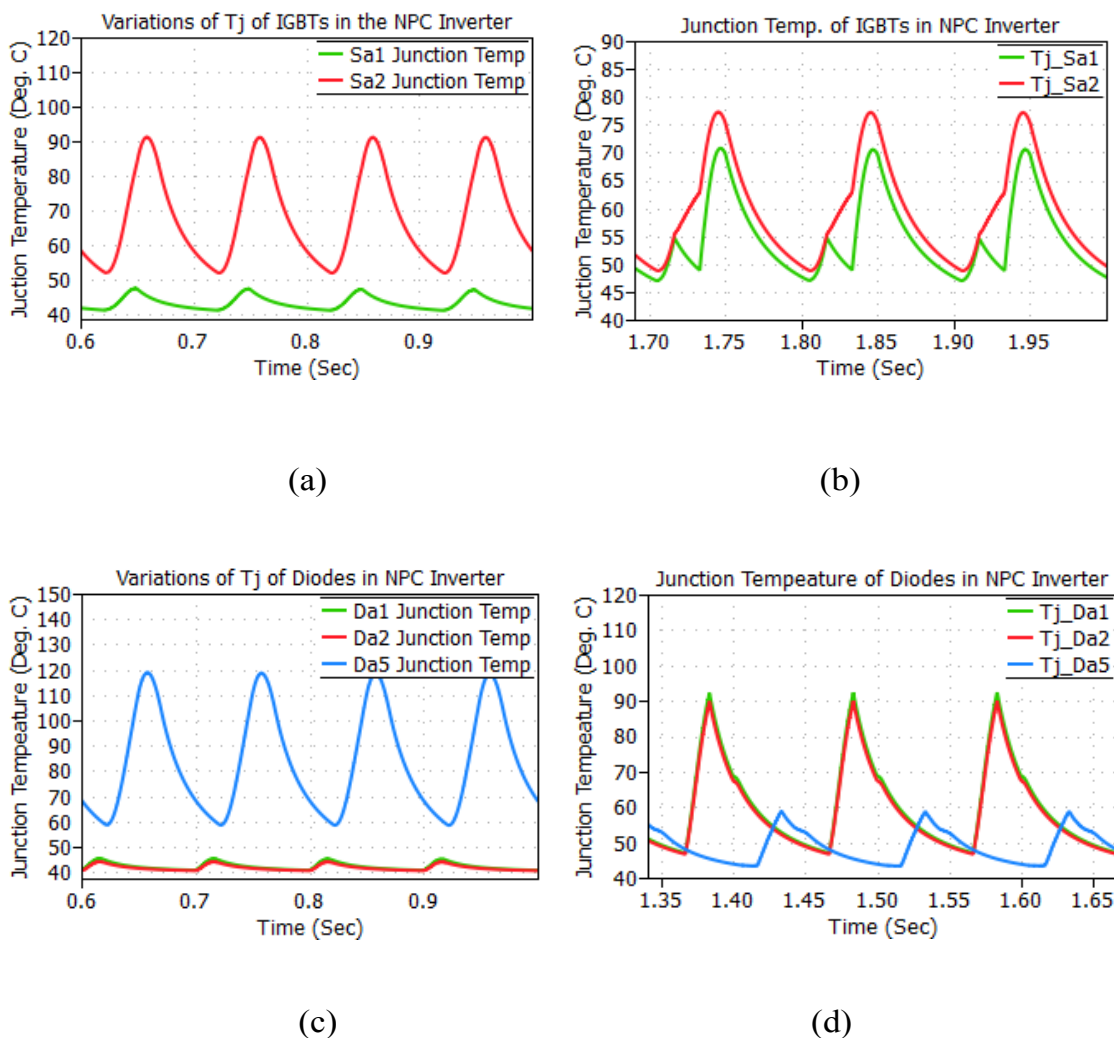 Variations of Tj of IGBTs in the NPC Inverter
Juction Temperature (Deg. C)
120
110
100
90
80
70
60
50
40
Sa1 Junction Temp
Sa2 Junction Temp
0.6 0.7 0.8 0.9
Time (Sec)
(a)
Junction Temp. of IGBTs in NPC Inverter
Juction Temperature (Deg. C)
90
85
80
75
70
65
60
55
50
45
40
Tj_Sa1
Tj_Sa2
1.70 1.75 1.80 1.85 1.90 1.95
Time (Sec)
(b)
Variations of Tj of Diodes in NPC Inverter
Junction Tempeature (Deg. C)
150
140
130
120
110
100
90
80
70
60
50
40
Da1 Junction Temp
Da2 Junction Temp
Da5 Junction Temp
0.6 0.7 0.8 0.9
Time (Sec)
(c)
Junction Tempeature of Diodes in NPC Inverter
Junction Tempeature (Deg. C)
120
110
100
90
80
70
60
50
40
Tj_Da1
Tj_Da2
Tj_Da5
1.35 1.40 1.45 1.50 1.55 1.60 1.65
Time (Sec)
(d)